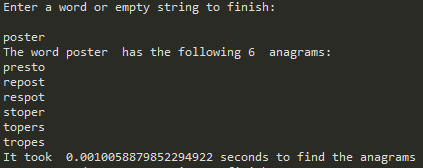 Enter a word or empty string to finish:
poster
The word poster  has the following 6  anagrams:
presto
repost
respot
stoper
topers
tropes
It took  0.0010058879852294922 seconds to find the anagrams